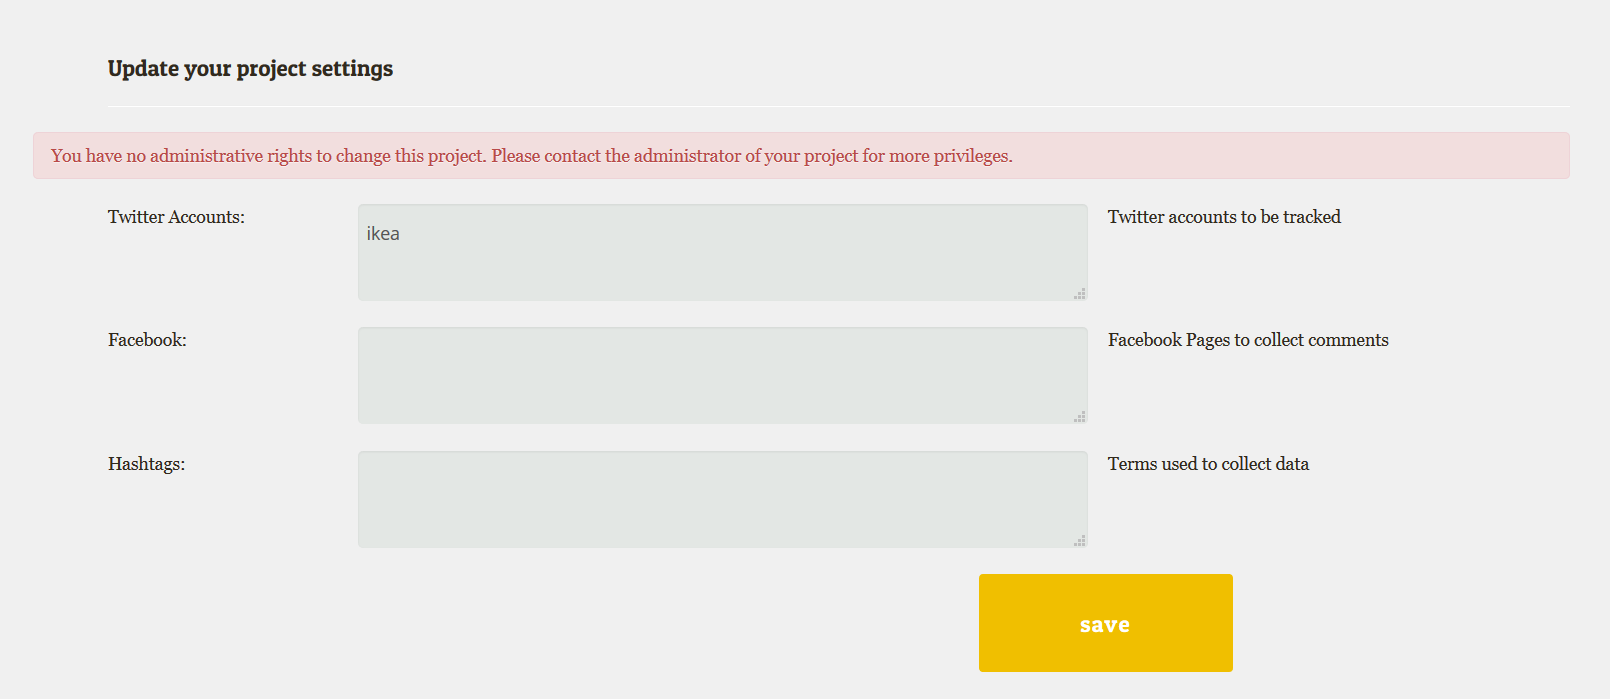 Update your project settings
You have no administrative rights to change this project. Please contact the administrator of your project for more privileges.
Twitter Accounts:
ikea
Twitter accounts to be tracked
Facebook:
Facebook Pages to collect comments
Hashtags:
Terms used to collect data
save